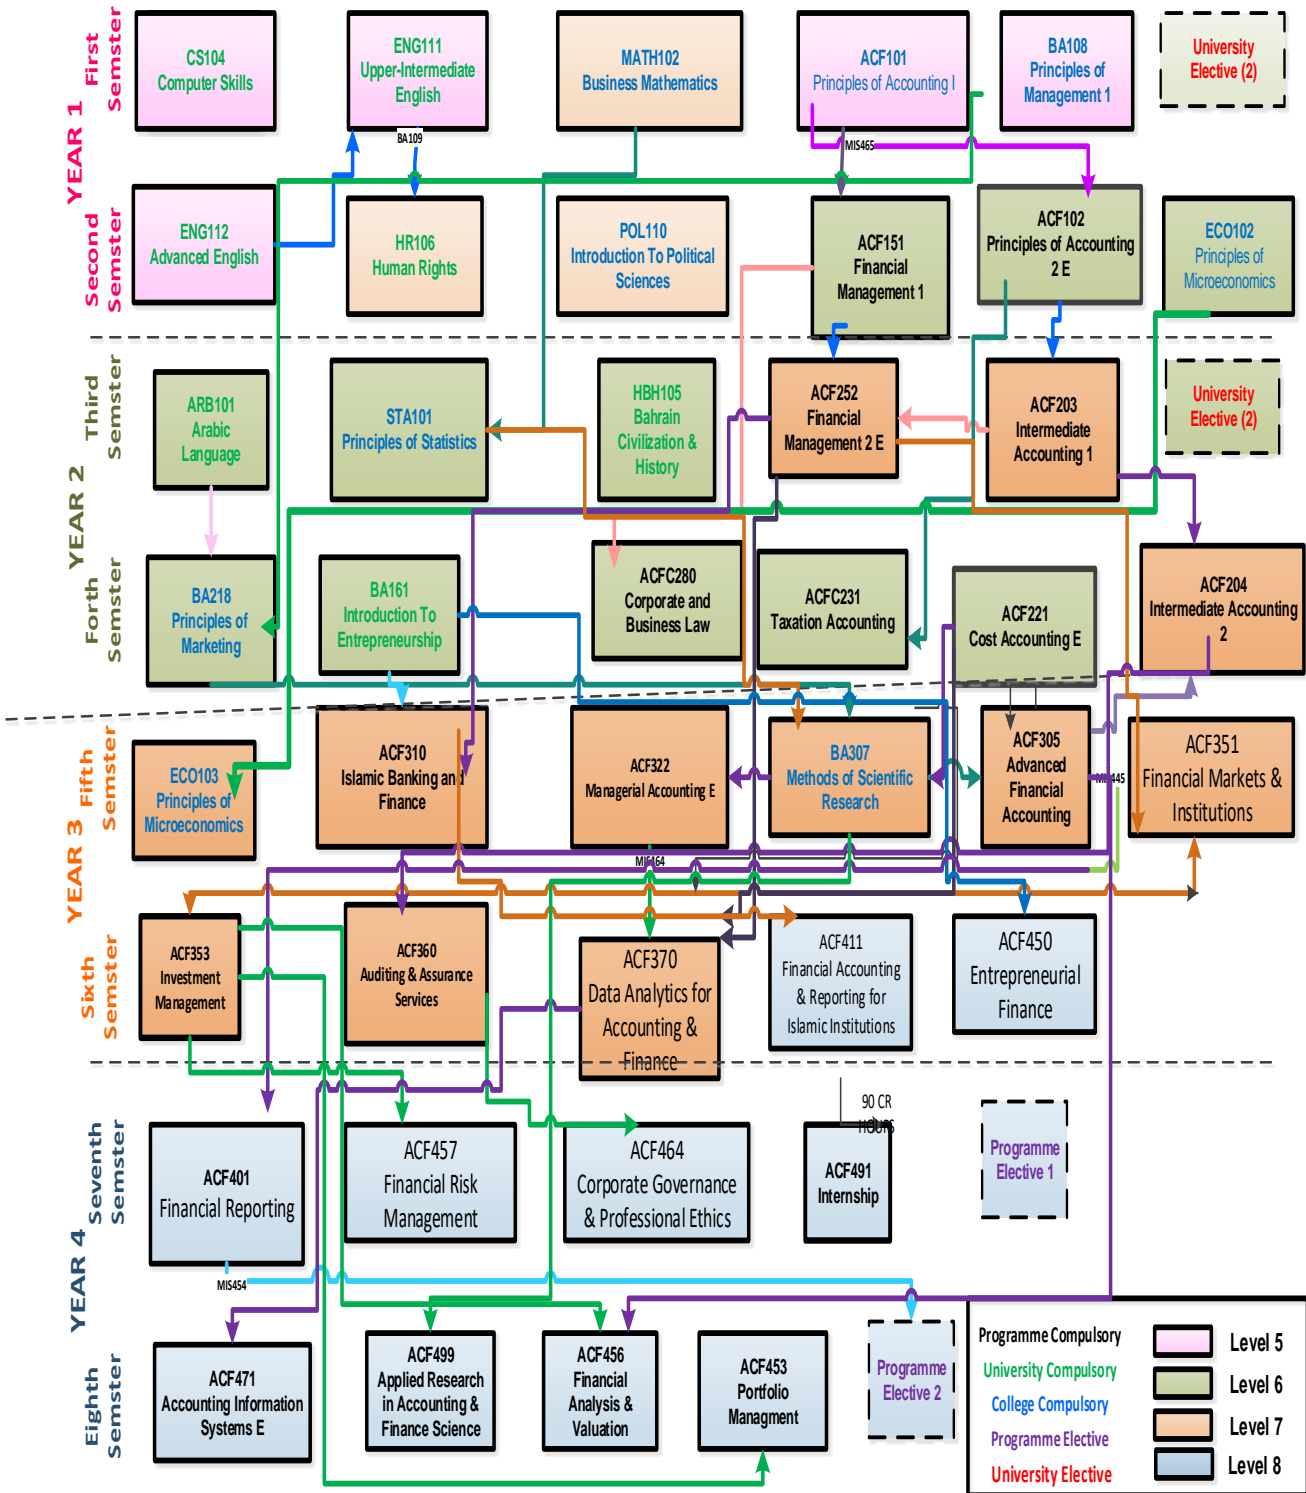 YEAR 1
First
Semster
CS104
Computer Skills
ENG111
Upper-Intermediate
English
MATH102
Business Mathematics
ACF101
Principles of Accounting I
BA108
Principles of
Management 1
University
Elective (2)
BA109
MIS465
Second
Semster
ENG112
Advanced English
HR106
Human Rights
POL110
Introduction To Political
Sciences
ACF151
Financial
Management 1
ACF102
Principles of Accounting
2 E
ECO102
Principles of
Microeconomics
YEAR 2
Third
Semster
ARB101
Arabic
Language
STA101
Principles of Statistics
HBH105
Bahrain
Civilization &
History
ACF252
Financial
Management 2 E
ACF203
Intermediate
Accounting 1
University
Elective (2)
Forth
Semster
BA218
Principles of
Marketing
BA161
Introduction To
Entrepreneurship
ACFC280
Corporate and
Business Law
ACFC231
Taxation Accounting
ACF221
Cost Accounting E
ACF204
Intermediate Accounting
2
YEAR 3
Fifth
Semster
ECO103
Principles of
Microeconomics
ACF310
Islamic Banking and
Finance
ACF322
Managerial Accounting E
BA307
Methods of Scientific
Research
ACF305
Advanced
Financial
Accounting
ACF351
Financial Markets &
Institutions
MIS445
MIS464
Sixth
Semster
ACF353
Investment
Management
ACF360
Auditing & Assurance
Services
ACF370
Data Analytics for
Accounting &
Finance
ACF411
Financial Accounting
& Reporting for
Islamic Institutions
ACF450
Entrepreneurial
Finance
YEAR 4
Seventh
Semster
ACF401
Financial Reporting
ACF457
Financial Risk
Management
ACF464
Corporate Governance
& Professional Ethics
90 CR
HOURS
ACF491
Internship
Programme
Elective 1
MIS454
Eighth
Semster
ACF471
Accounting Information
Systems E
ACF499
Applied Research
in Accounting &
Finance Science
ACF456
Financial
Analysis &
Valuation
ACF453
Portfolio
Managment
Programme
Elective 2
Programme Compulsory
University Compulsory
College Compulsory
Programme Elective
University Elective
Level 5
Level 6
Level 7
Level 8